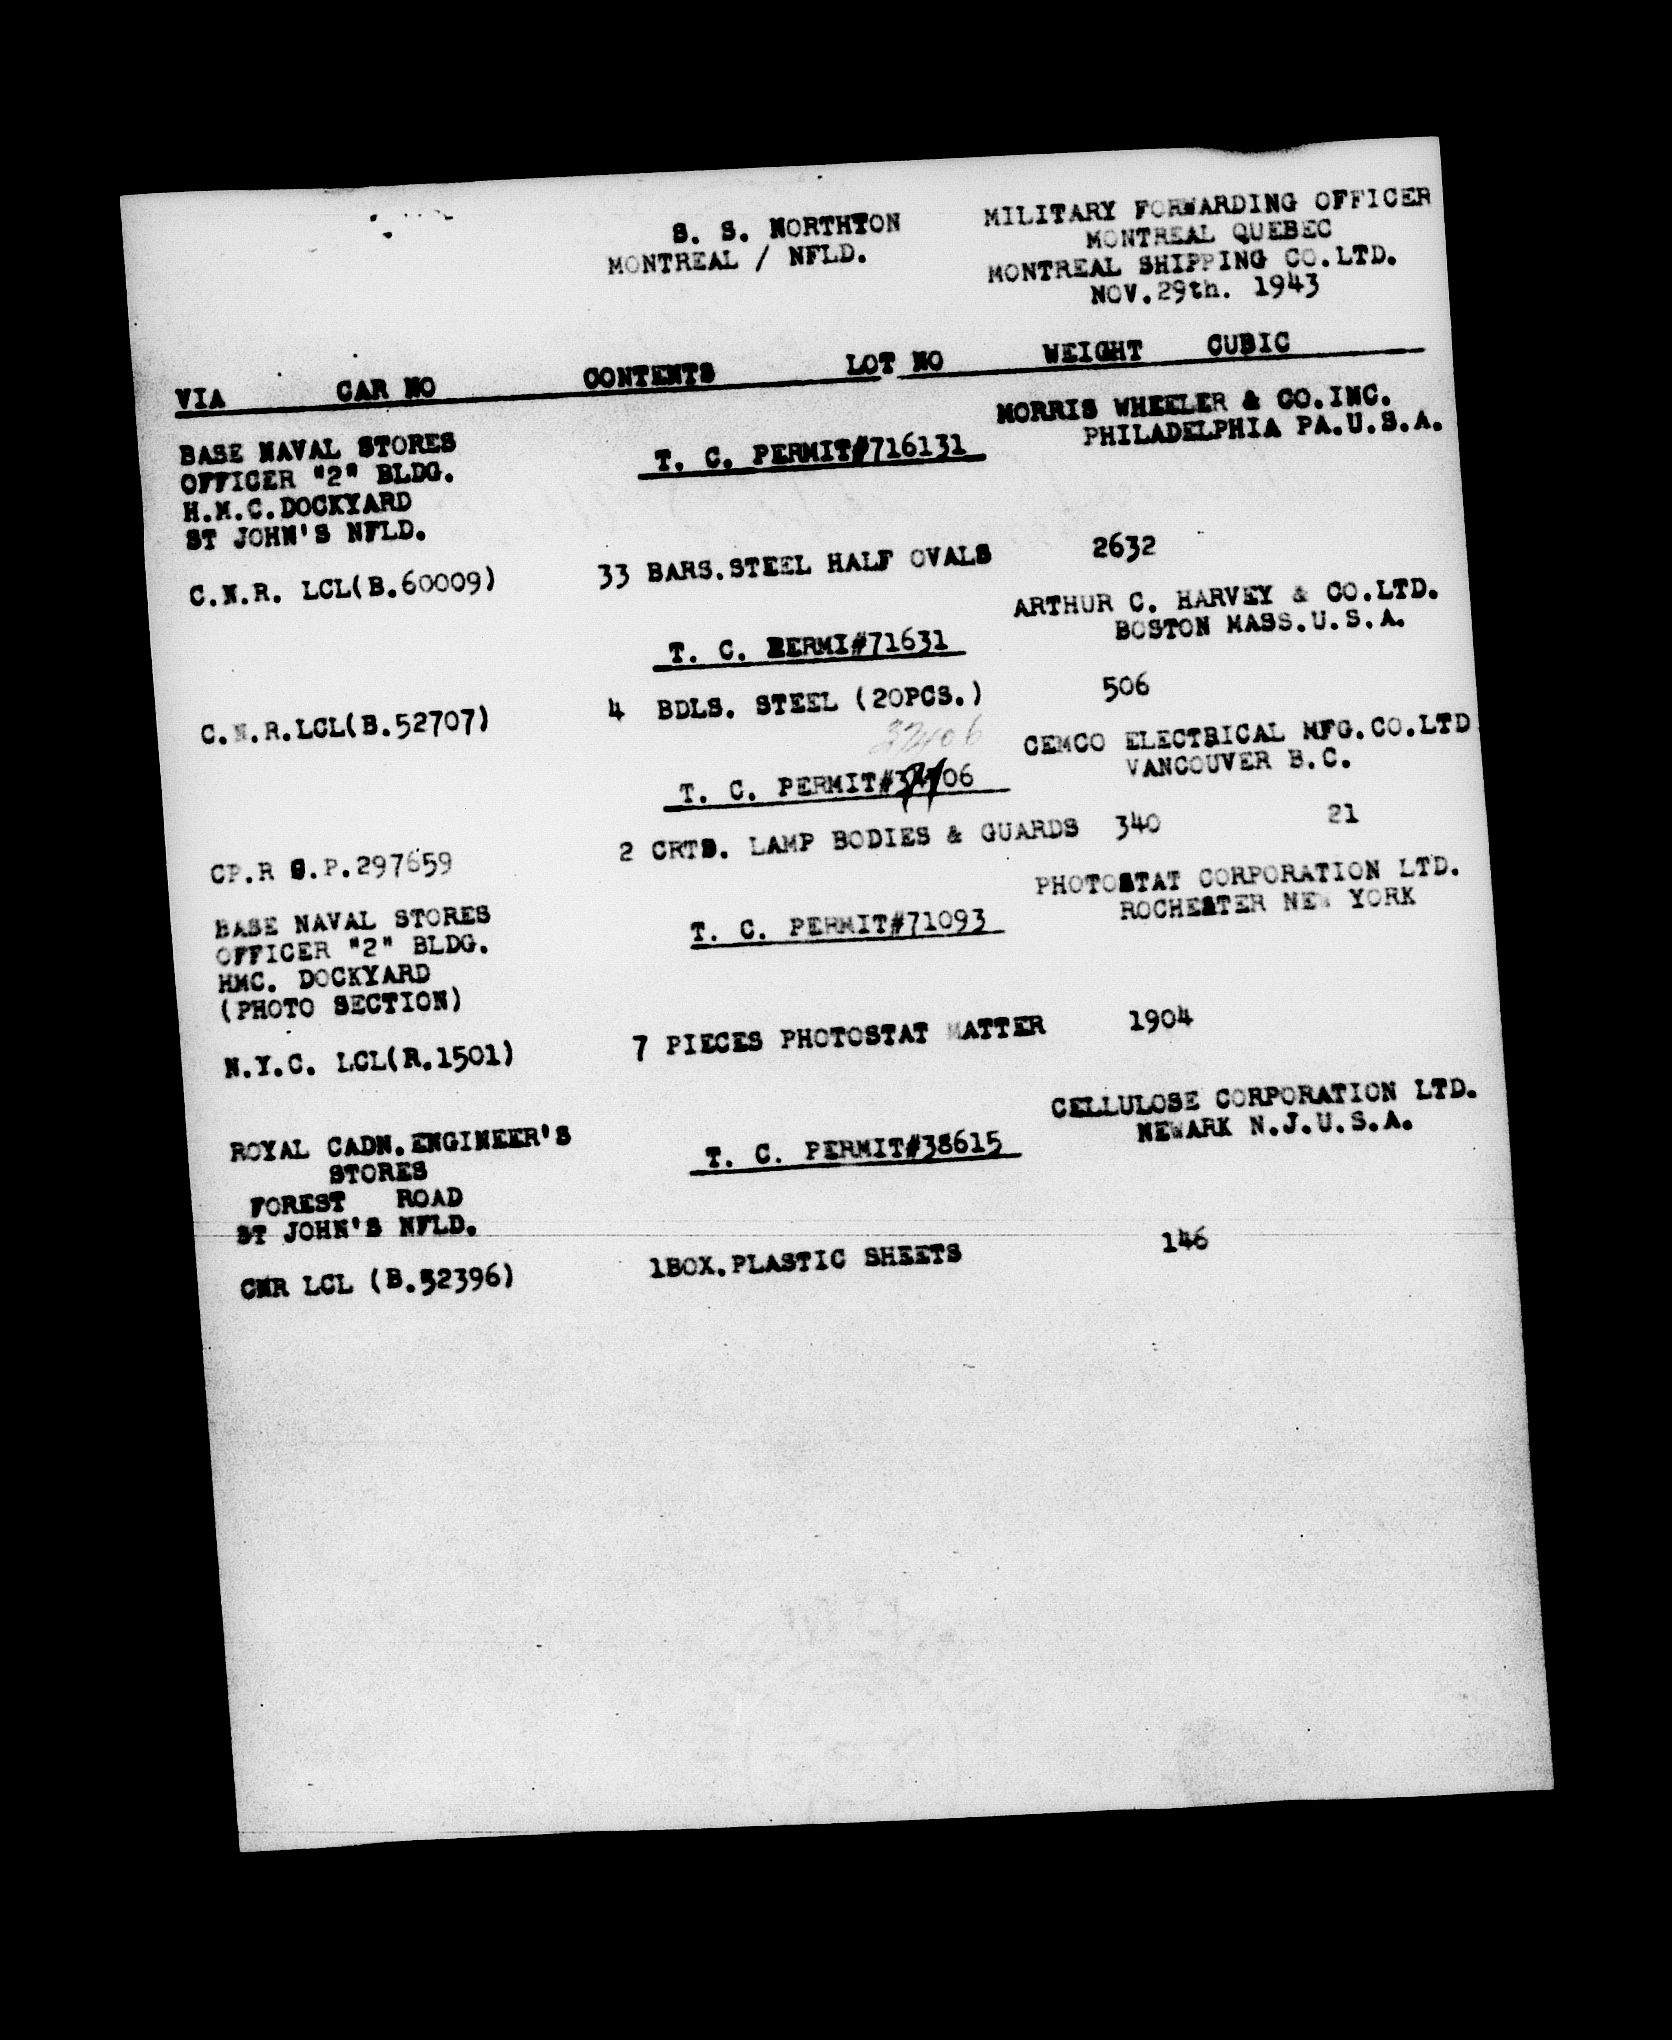 S. S. NORTHTON
MONTREAL / NFLD.
MILITARY FORWARDING OFFICER
MONTREAL QUEBEC
MONTREAL SHIPPING CO.LTD.
NOV.29th. 1943
VIA CAR NO CONTENTS LOT NO WEIGHT CUBIC
MORRIS WHEELER & CO.INC.
PHILADELPHIA PA.U.S.A.
BASE NAVAL STORES T. C. PERMIT#716131
OFFICER "2" BLDG.
H.M.C.DOCKYARD
ST JOHN'S NFLD.
C.N.R. LCL(B.60009) 33 BARS.STEEL HALF OVALS 2632
ARTHUR C. HARVEY & CO.LTD.
BOSTON MASS.U.S.A.
T. C. PERMI#71631
C.N.R.LCL(B.52707) 4 BDLS. STEEL (20PCS.) 506
32406
CEMCO ELECTRICAL MFG.CO.LTD
VANCOUVER B.C.
T. C. PERMIT#32406
CP.R S.P.297659 2 CRTS. LAMP BODIES & GUARDS 340 21
PHOTOSTAT CORPORATION LTD.
ROCHESTER NEW YORK
BASE NAVAL STORES T. C. PERMIT#71093
OFFICER "2" BLDG.
HMC. DOCKYARD
(PHOTO SECTION)
N.Y.C. LCL(R.1501) 7 PIECES PHOTOSTAT MATTER 1904
CELLULOSE CORPORATION LTD.
NEWARK N.J.U.S.A.
ROYAL CADN.ENGINEER'S T. C. PERMIT#38615
STORES
FOREST ROAD
ST JOHN'S NFLD.
CNR LCL (B.52396) 1BOX.PLASTIC SHEETS 146